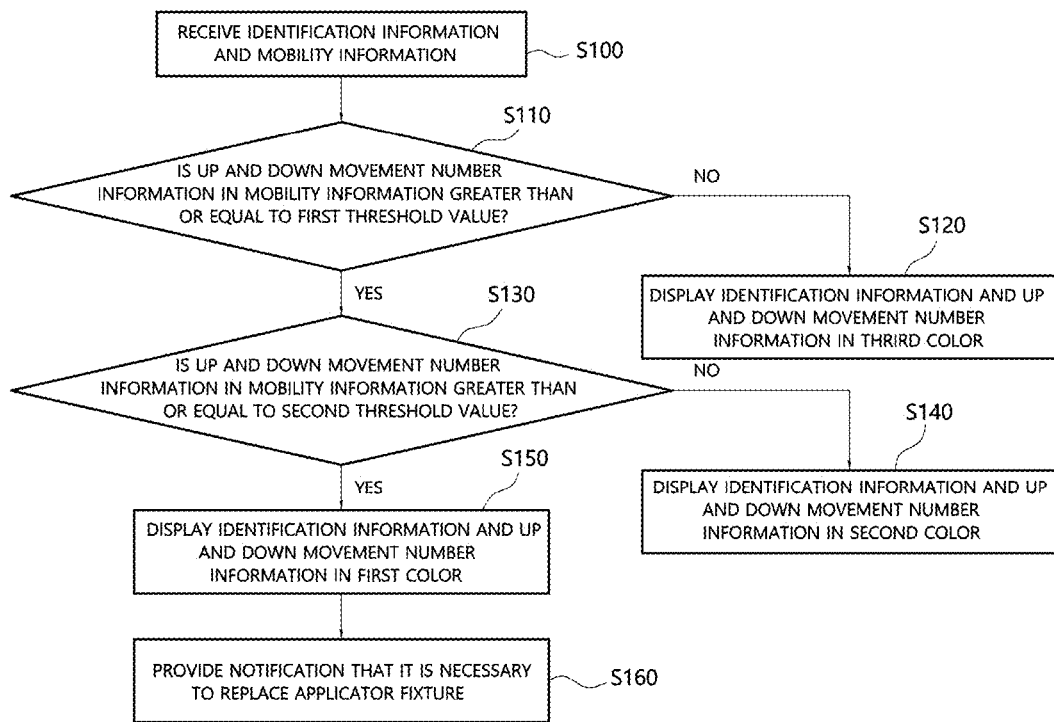 RECEIVE IDENTIFICATION INFORMATION
AND MOBILITY INFORMATION
S100
S110
IS UP AND DOWN MOVEMENT NUMBER
INFORMATION IN MOBILITY INFORMATION GREATER THAN
OR EQUAL TO FIRST THRESHOLD VALUE?
NO
S120
DISPLAY IDENTIFICATION INFORMATION AND UP
AND DOWN MOVEMENT NUMBER
INFORMATION IN THRIRD COLOR
YES
S130
IS UP AND DOWN MOVEMENT NUMBER
INFORMATION IN MOBILITY INFORMATION GREATER THAN
OR EQUAL TO SECOND THRESHOLD VALUE?
NO
S140
DISPLAY IDENTIFICATION INFORMATION AND UP
AND DOWN MOVEMENT NUMBER
INFORMATION IN SECOND COLOR
YES
S150
DISPLAY IDENTIFICATION INFORMATION AND UP
AND DOWN MOVEMENT NUMBER
INFORMATION IN FIRST COLOR
PROVIDE NOTIFICATION THAT IT IS NECESSARY
TO REPLACE APPLICATOR FIXTURE
S160